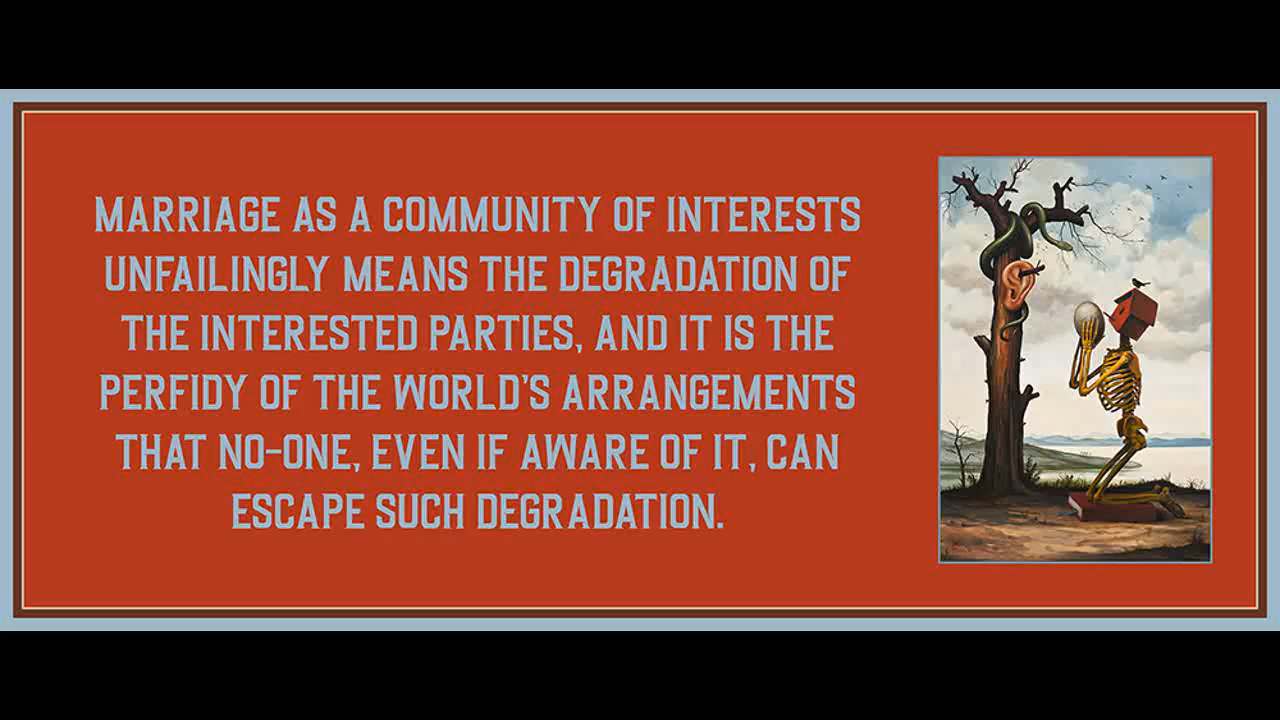 MARRIAGE AS A COMMUNITY OF INTERESTS
UNFAILINGLY MEANS THE DEGRADATION OF
THE INTERESTED PARTIES, AND IT IS THE
PERFIDY OF THE WORLD'S ARRANGEMENTS
THAT NO-ONE, EVEN IF AWARE OF IT, CAN
ESCAPE SUCH DEGRADATION.